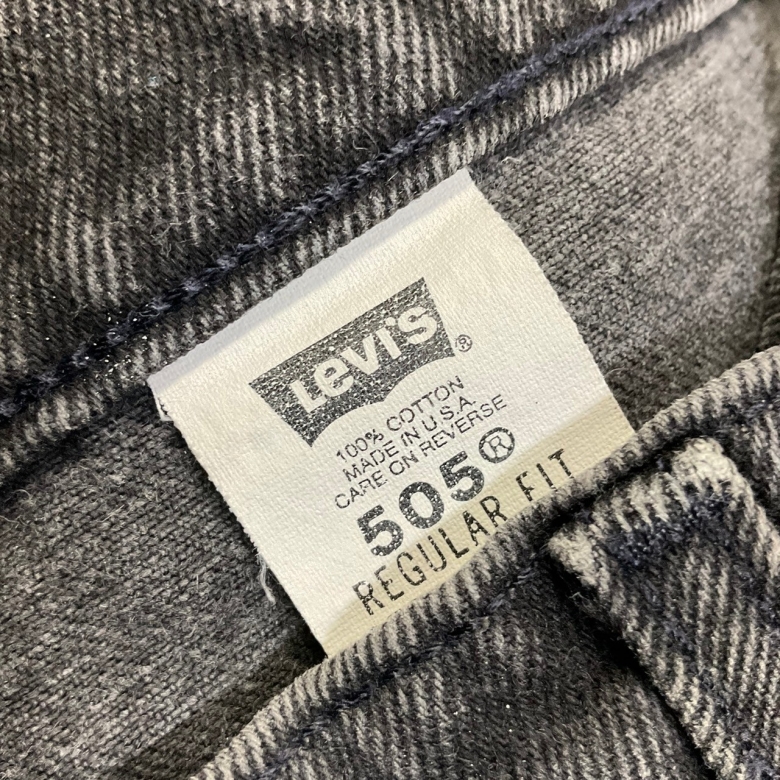 Levi's®
100% COTTON
MADE IN U.S.A.
CARE ON REVERSE
505®
REGULAR FIT